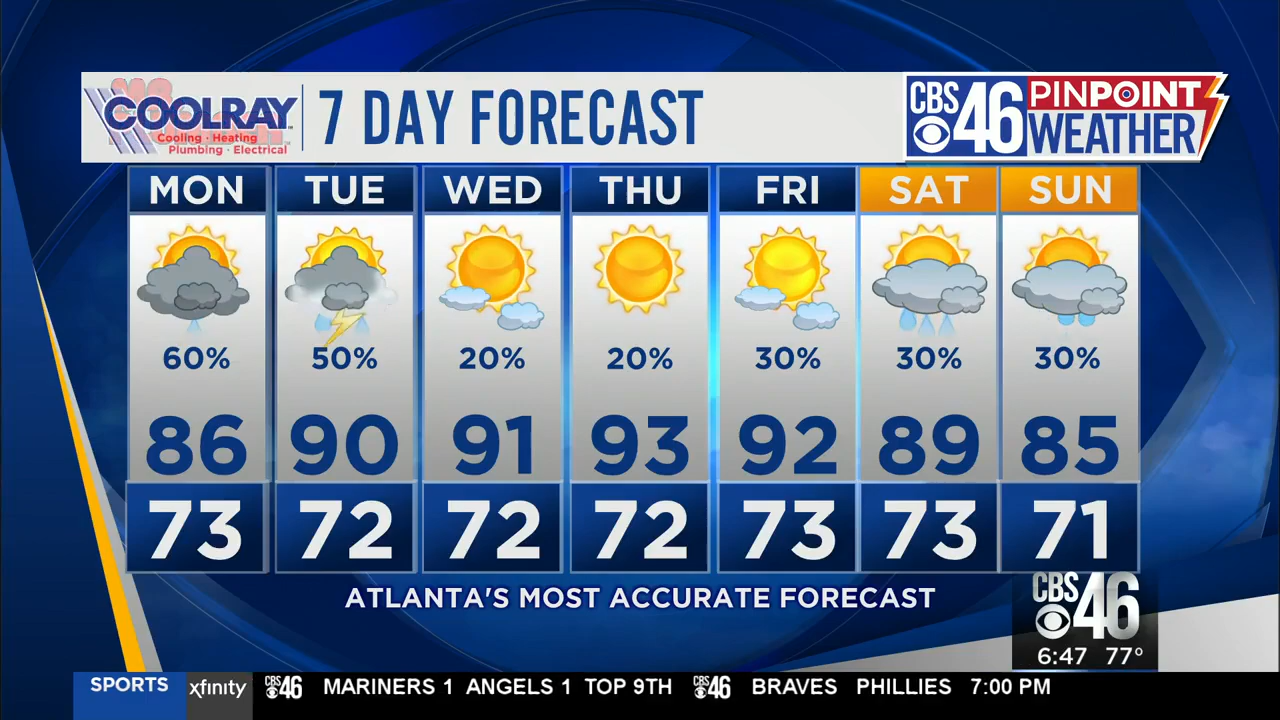 COOLRAY
Cooling · Heating
Plumbing · Electrical
7 DAY FORECAST
CBS 46 PINPOINT WEATHER
MON TUE WED THU FRI SAT SUN
60% 50% 20% 20% 30% 30% 30%
86 90 91 93 92 89 85
73 72 72 72 73 73 71
ATLANTA'S MOST ACCURATE FORECAST
CBS 46
6:47 77°
SPORTS xfinity CBS 46 MARINERS 1 ANGELS 1 TOP 9TH CBS 46 BRAVES PHILLIES 7:00 PM